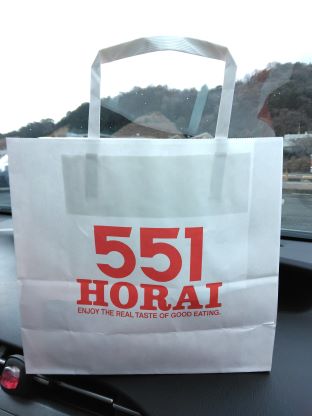 551
HORAI
ENJOY THE REAL TASTE OF GOOD EATING.